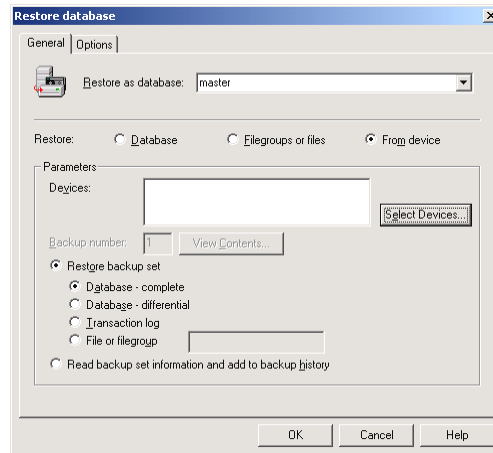 Restore database
General Options
Restore as database: master
Restore: Database Filegroups or files From device
Parameters
Devices:
Select Devices...
Backup number: 1 View Contents...
Restore backup set
Database - complete
Database - differential
Transaction log
File or filegroup
Read backup set information and add to backup history
OK Cancel Help